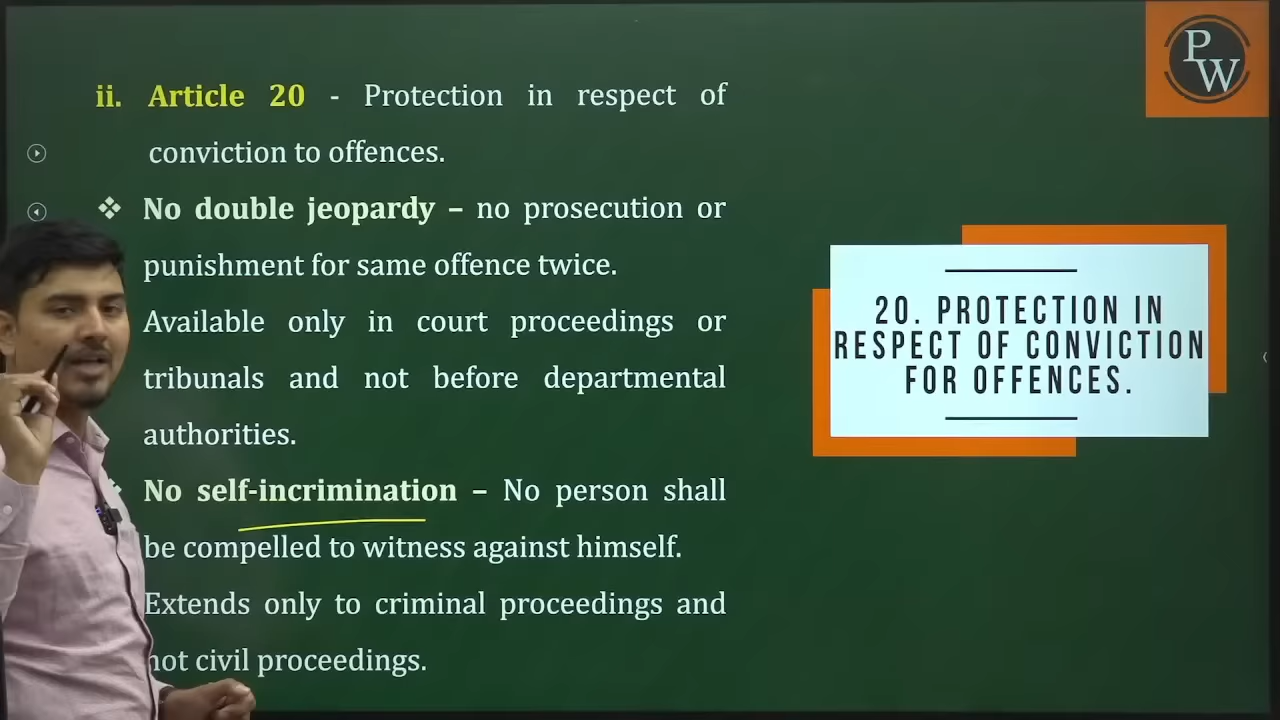 PW
ii. Article 20 - Protection in respect of
conviction to offences.
❖ No double jeopardy – no prosecution or
punishment for same offence twice.
Available only in court proceedings or
tribunals and not before departmental
authorities.
No self-incrimination – No person shall
be compelled to witness against himself.
Extends only to criminal proceedings and
not civil proceedings.
20. PROTECTION IN
RESPECT OF CONVICTION
FOR OFFENCES.